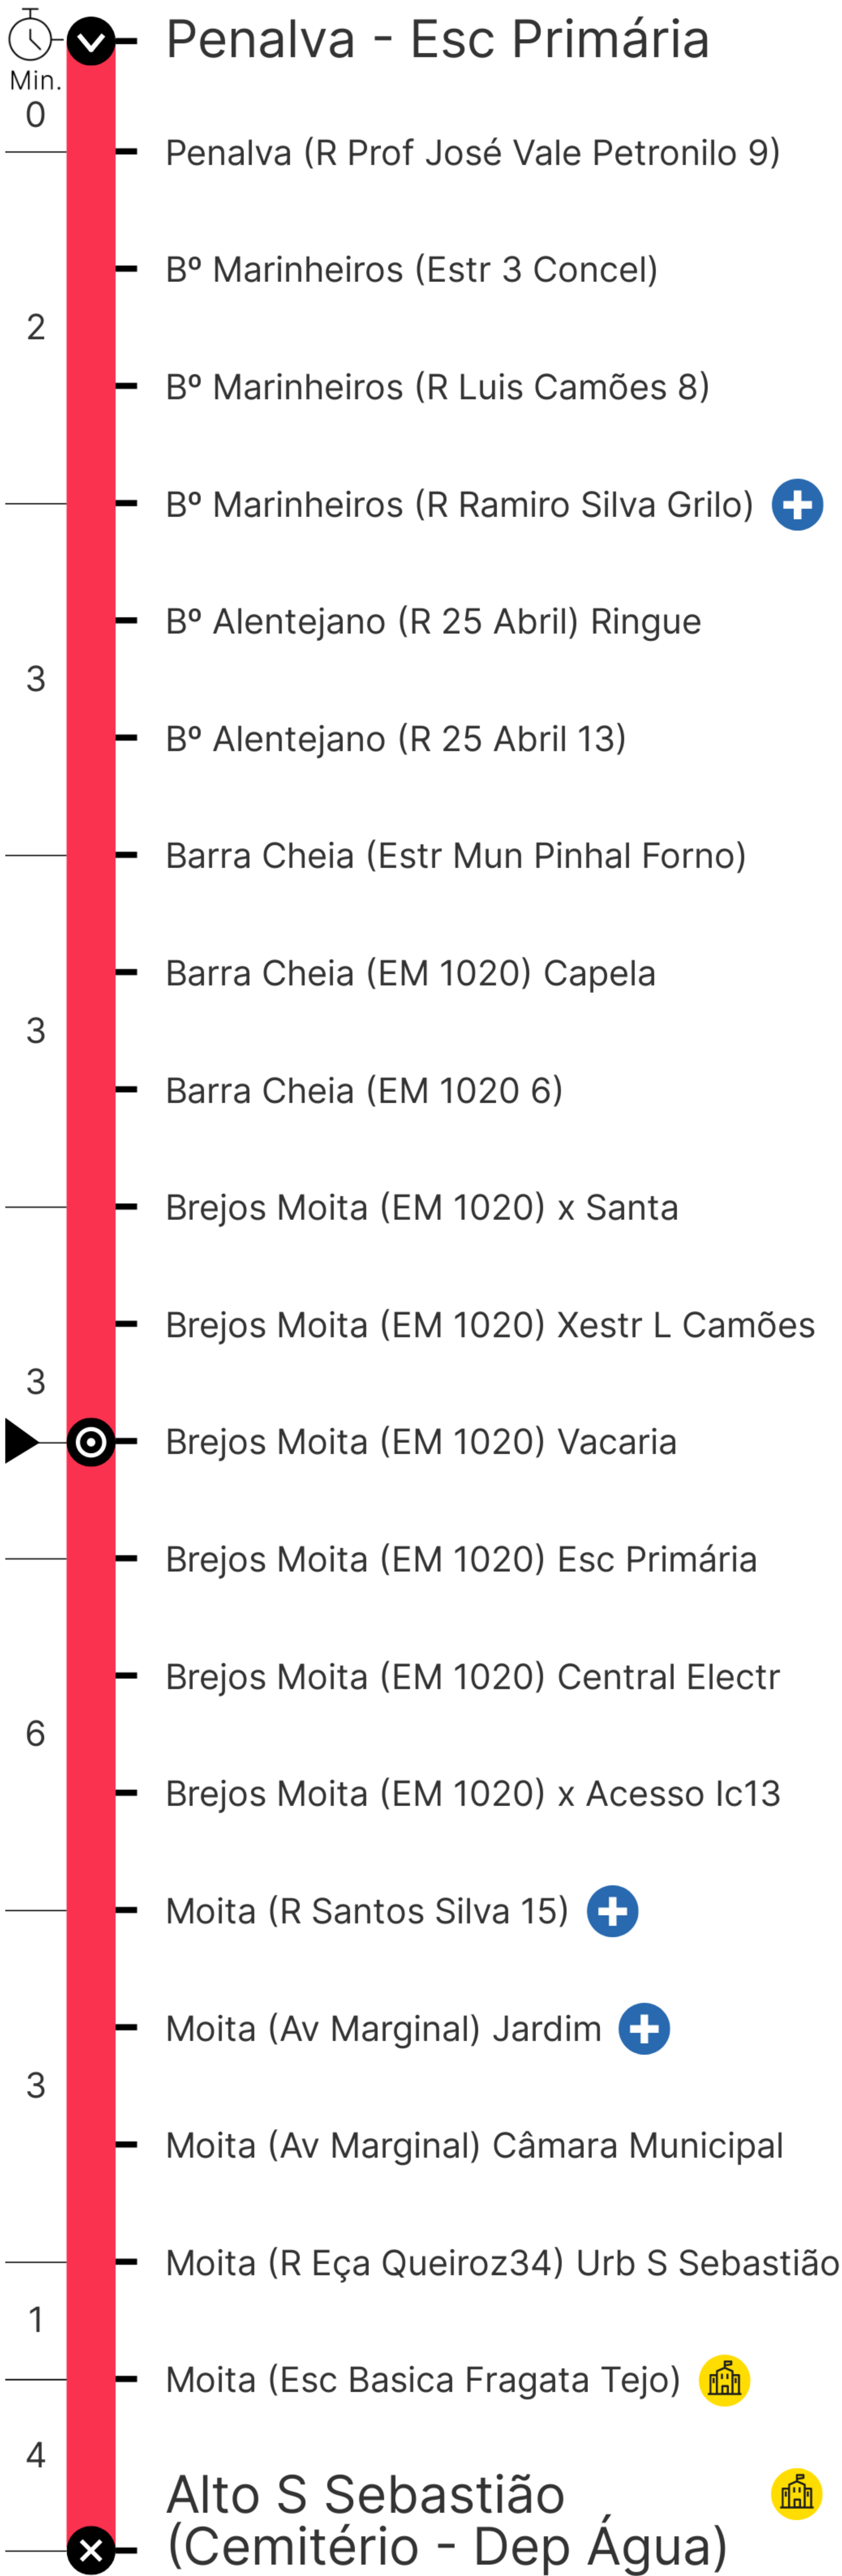 Penalva - Esc Primária
Min.
0
Penalva (R Prof José Vale Petronilo 9)
Bº Marinheiros (Estr 3 Concel)
2
Bº Marinheiros (R Luis Camões 8)
Bº Marinheiros (R Ramiro Silva Grilo)
Bº Alentejano (R 25 Abril) Ringue
3
Bº Alentejano (R 25 Abril 13)
Barra Cheia (Estr Mun Pinhal Forno)
Barra Cheia (EM 1020) Capela
3
Barra Cheia (EM 1020 6)
Brejos Moita (EM 1020) x Santa
Brejos Moita (EM 1020) Xestr L Camões
3
Brejos Moita (EM 1020) Vacaria
Brejos Moita (EM 1020) Esc Primária
Brejos Moita (EM 1020) Central Electr
6
Brejos Moita (EM 1020) x Acesso Ic13
Moita (R Santos Silva 15)
Moita (Av Marginal) Jardim
3
Moita (Av Marginal) Câmara Municipal
Moita (R Eça Queiroz34) Urb S Sebastião
1
Moita (Esc Basica Fragata Tejo)
4
Alto S Sebastião
(Cemitério - Dep Água)